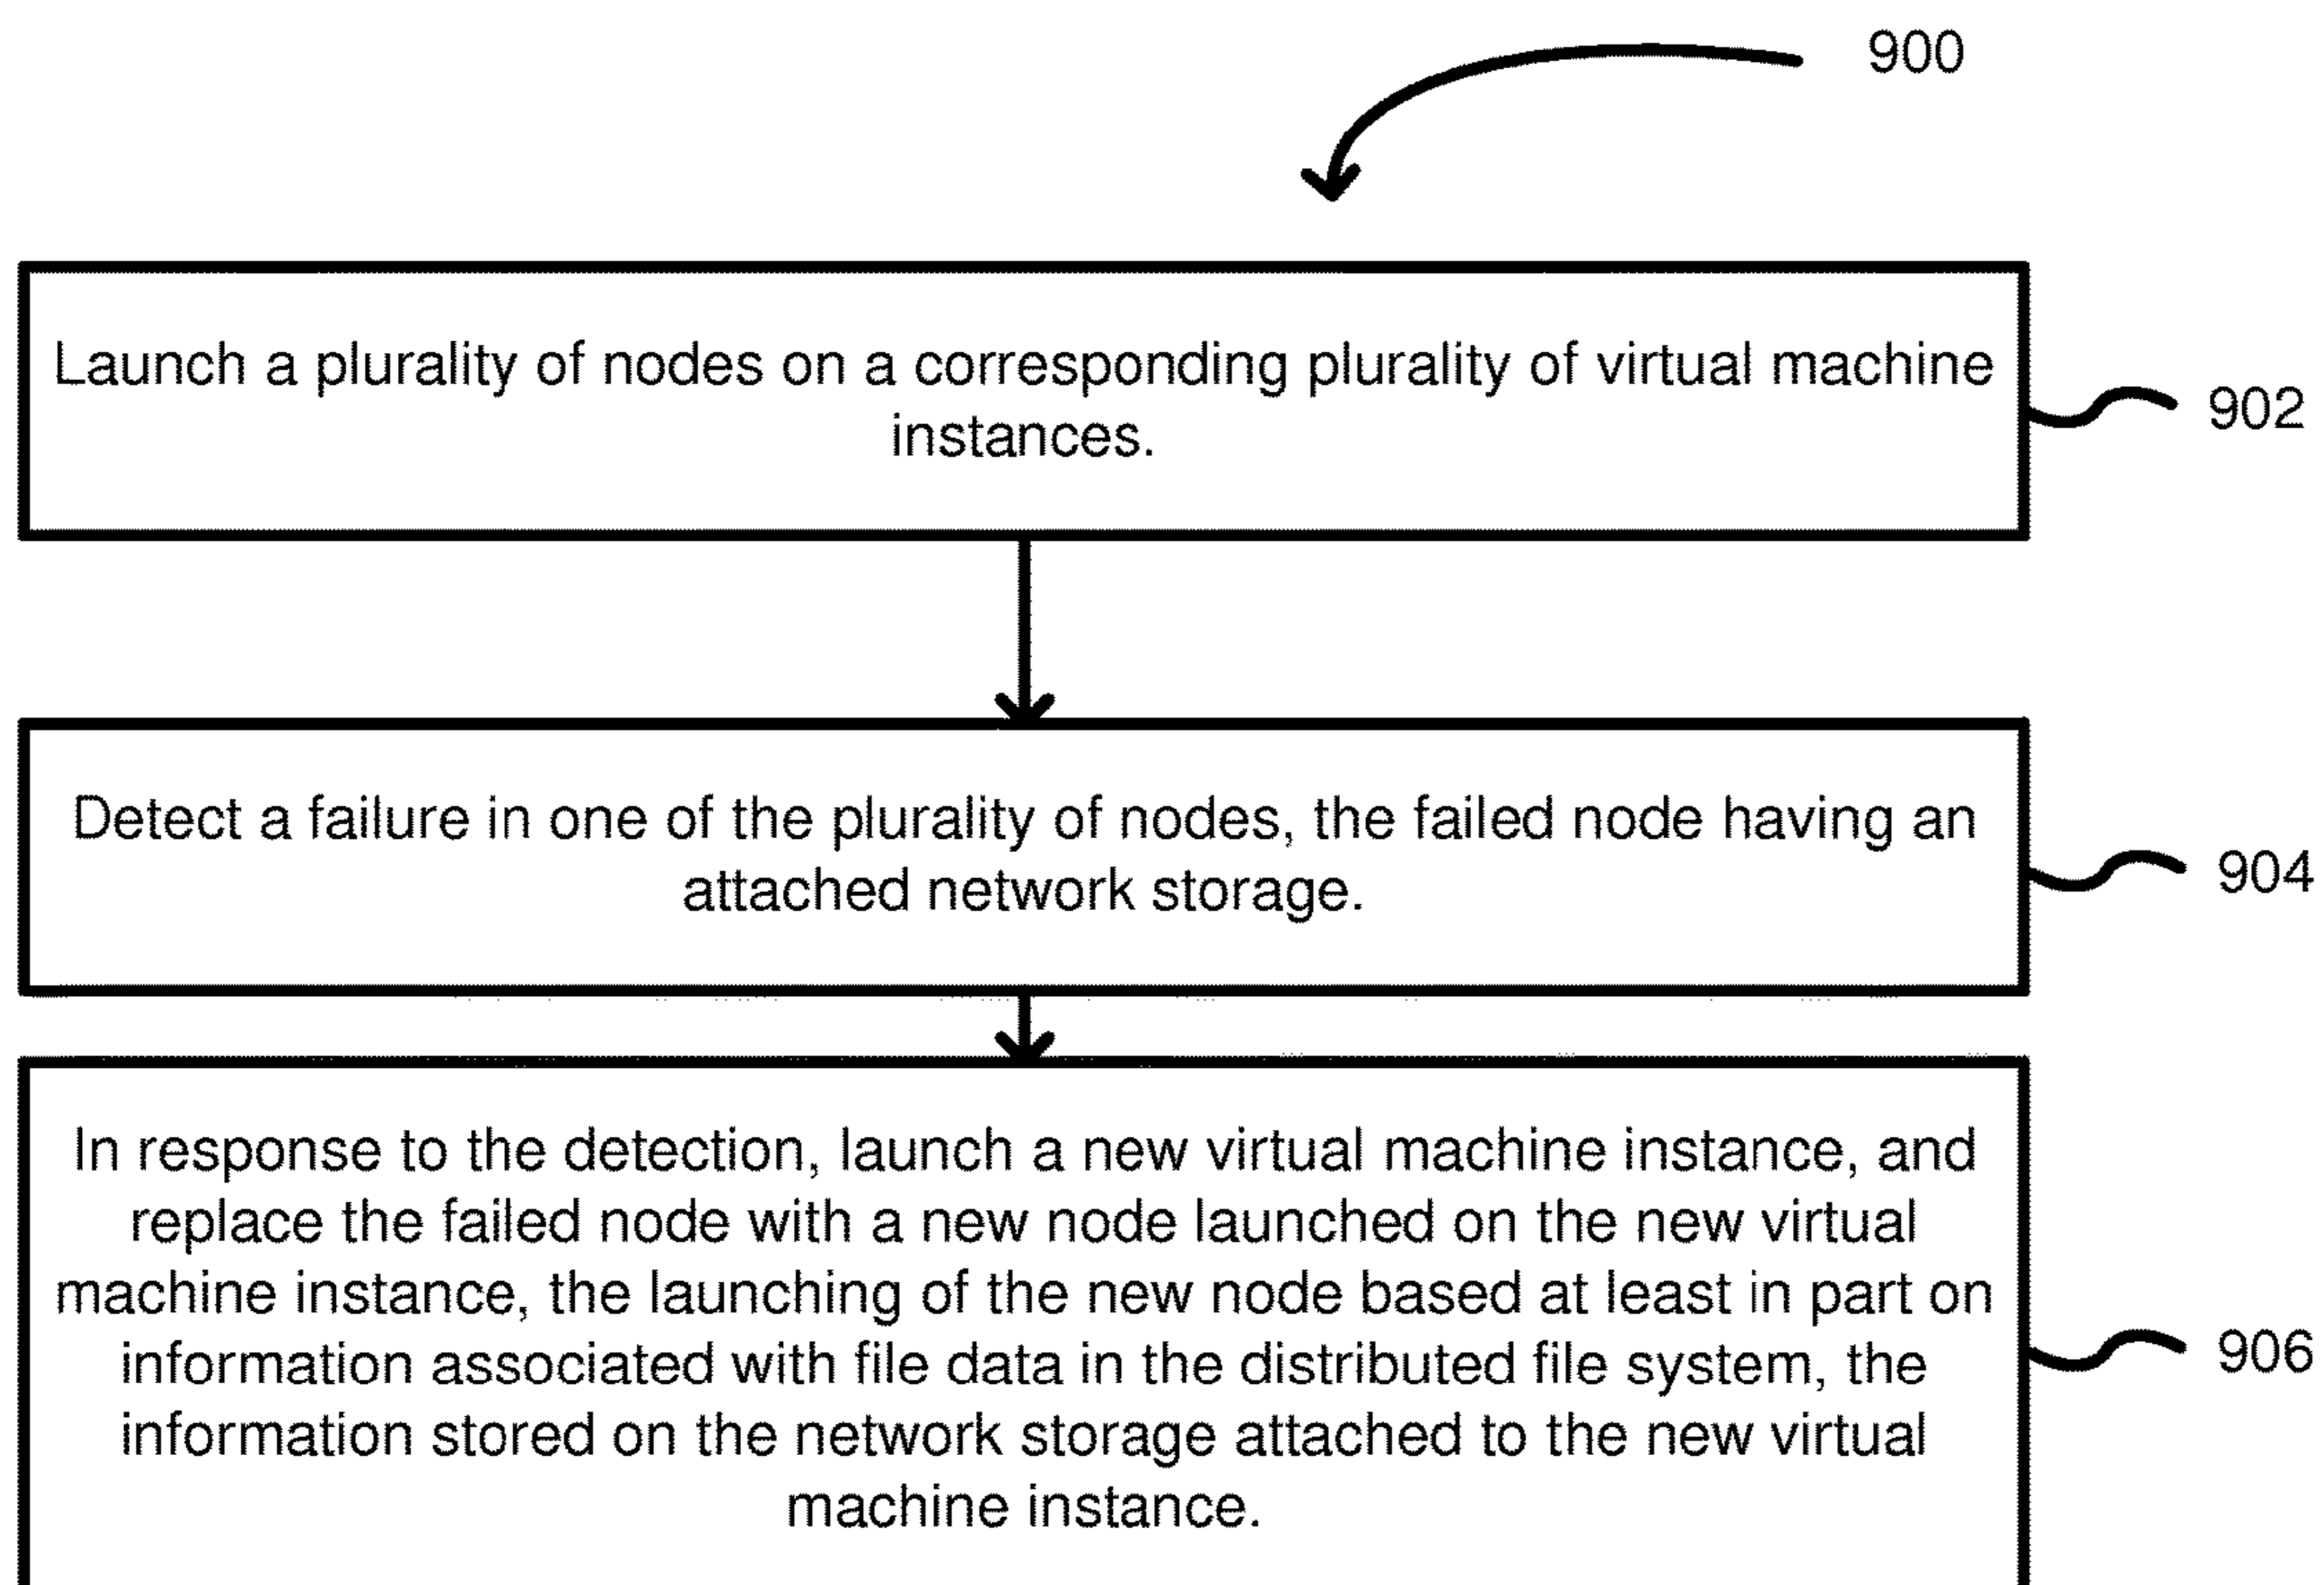 900
Launch a plurality of nodes on a corresponding plurality of virtual machine
instances.
902
Detect a failure in one of the plurality of nodes, the failed node having an
attached network storage.
904
In response to the detection, launch a new virtual machine instance, and
replace the failed node with a new node launched on the new virtual
machine instance, the launching of the new node based at least in part on
information associated with file data in the distributed file system, the
information stored on the network storage attached to the new virtual
machine instance.
906